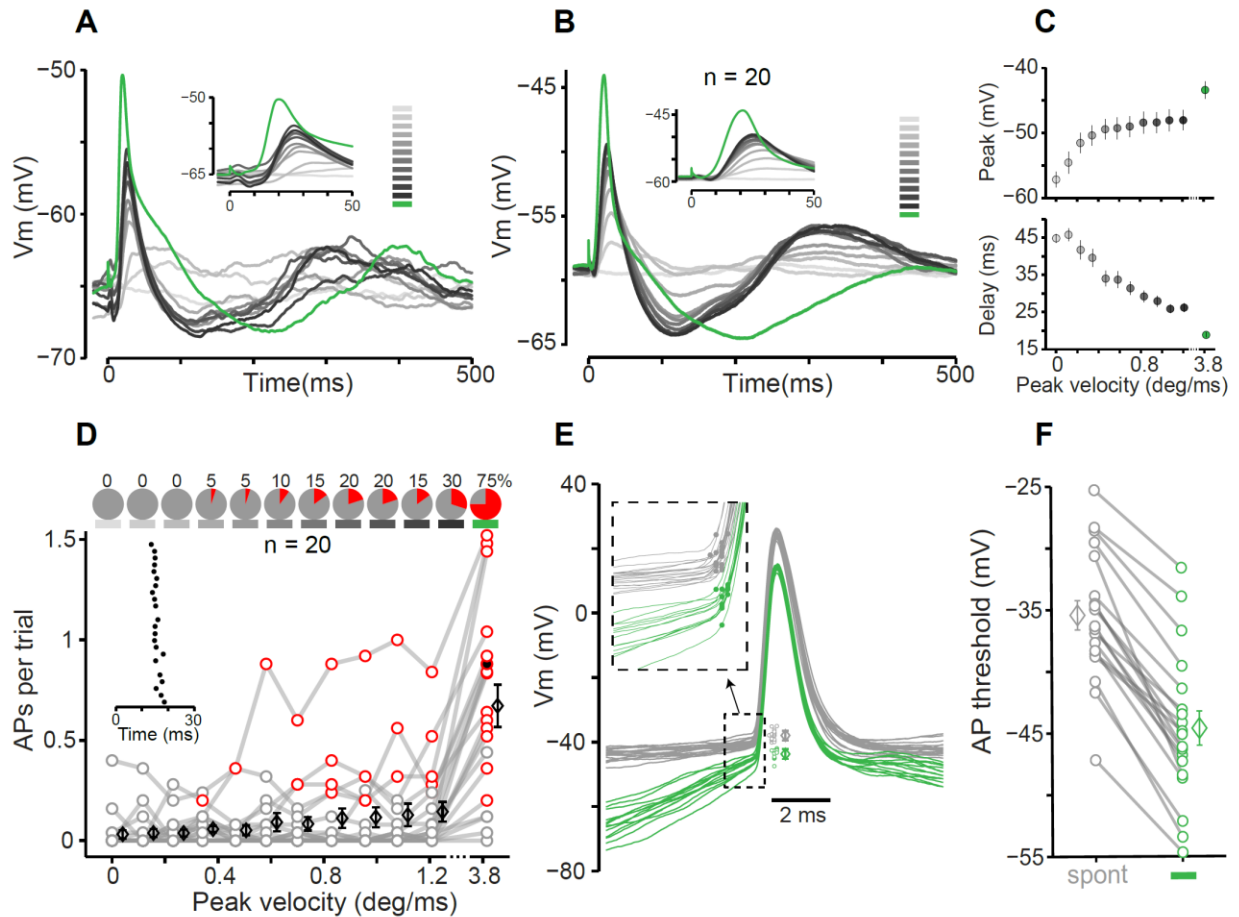 A
−50
−60
−70
Vm (mV)
0
Time(ms)
500
−50
−65
0
50
B
n = 20
−45
−55
−65
Vm (mV)
0
Time(ms)
500
−45
−60
0
50
C
−40
−50
−60
Peak (mV)
45
35
25
15
Delay (ms)
0
0.8
3.8
Peak velocity (deg/ms)
D
0 0 0 5 5 10 15 20 20 15 30 75%
n = 20
1.5
1
0.5
0
APs per trial
0
30
Time (ms)
0 0.4 0.8 1.2 3.8
Peak velocity (deg/ms)
E
40
0
−40
−80
Vm (mV)
2 ms
F
−25
−35
−45
−55
AP threshold (mV)
spont